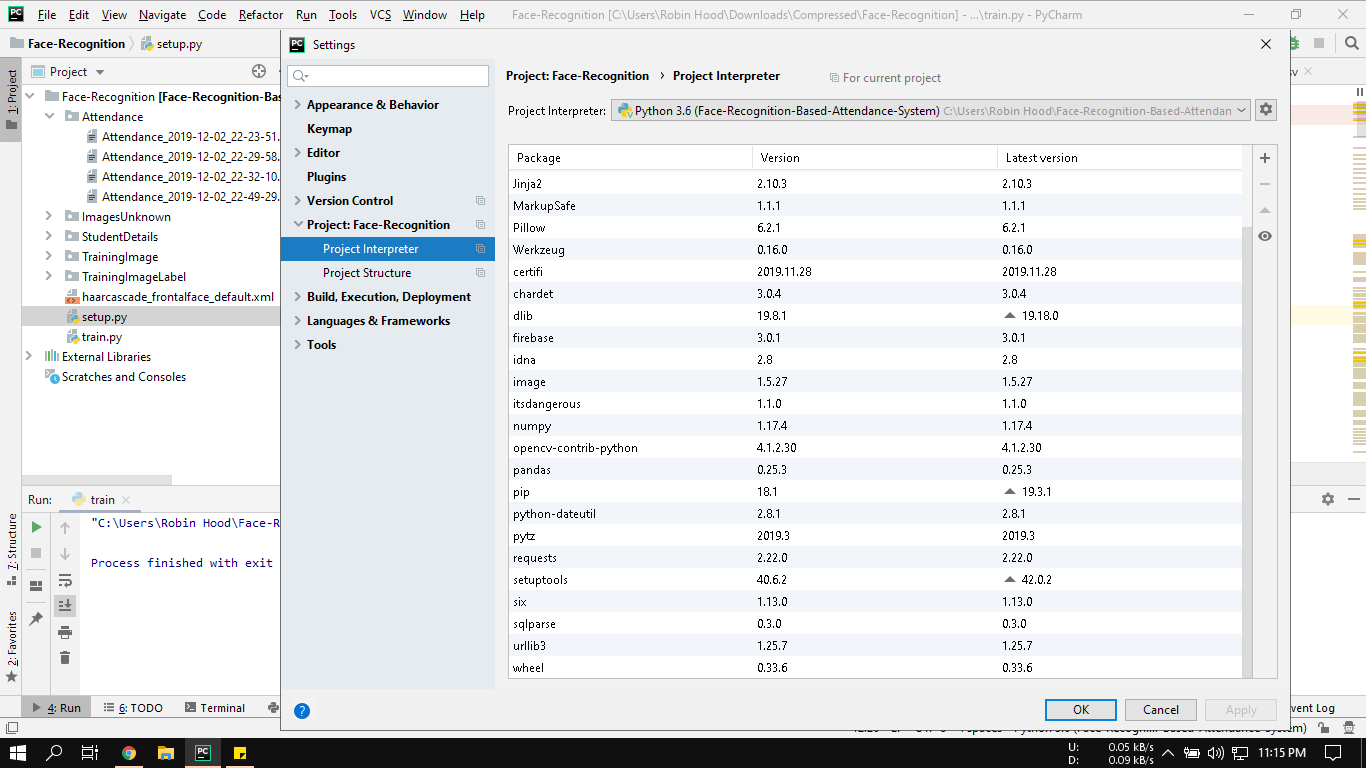 File Edit View Navigate Code Refactor Run Tools VCS Window Help Face-Recognition [C:\Users\Robin Hood\Downloads\Compressed\Face-Recognition] - ...\train.py - PyCharm
Face-Recognition setup.py
Settings
1: Project
Project
Face-Recognition [Face-Recognition-Bas
Attendance
Attendance_2019-12-02_22-23-51.
Attendance_2019-12-02_22-29-58.
Attendance_2019-12-02_22-32-10.
Attendance_2019-12-02_22-49-29.
ImagesUnknown
StudentDetails
TrainingImage
TrainingImageLabel
haarcascade_frontalface_default.xml
setup.py
train.py
External Libraries
Scratches and Consoles
Appearance & Behavior
Keymap
Editor
Plugins
Version Control
Project: Face-Recognition
Project Interpreter
Project Structure
Build, Execution, Deployment
Languages & Frameworks
Tools
Project: Face-Recognition › Project Interpreter For current project
Project Interpreter: Python 3.6 (Face-Recognition-Based-Attendance-System) C:\Users\Robin Hood\Face-Recognition-Based-Attendan
Package Version Latest version
Jinja2 2.10.3 2.10.3
MarkupSafe 1.1.1 1.1.1
Pillow 6.2.1 6.2.1
Werkzeug 0.16.0 0.16.0
certifi 2019.11.28 2019.11.28
chardet 3.0.4 3.0.4
dlib 19.8.1 19.18.0
firebase 3.0.1 3.0.1
idna 2.8 2.8
image 1.5.27 1.5.27
itsdangerous 1.1.0 1.1.0
numpy 1.17.4 1.17.4
opencv-contrib-python 4.1.2.30 4.1.2.30
pandas 0.25.3 0.25.3
pip 18.1 19.3.1
python-dateutil 2.8.1 2.8.1
pytz 2019.3 2019.3
requests 2.22.0 2.22.0
setuptools 40.6.2 42.0.2
six 1.13.0 1.13.0
sqlparse 0.3.0 0.3.0
urllib3 1.25.7 1.25.7
wheel 0.33.6 0.33.6
OK Cancel Apply
sv
Run: train
"C:\Users\Robin Hood\Face-R
Process finished with exit
7: Structure
2: Favorites
4: Run 6: TODO Terminal
vent Log
U: 0.05 kB/s
D: 0.09 kB/s
11:15 PM